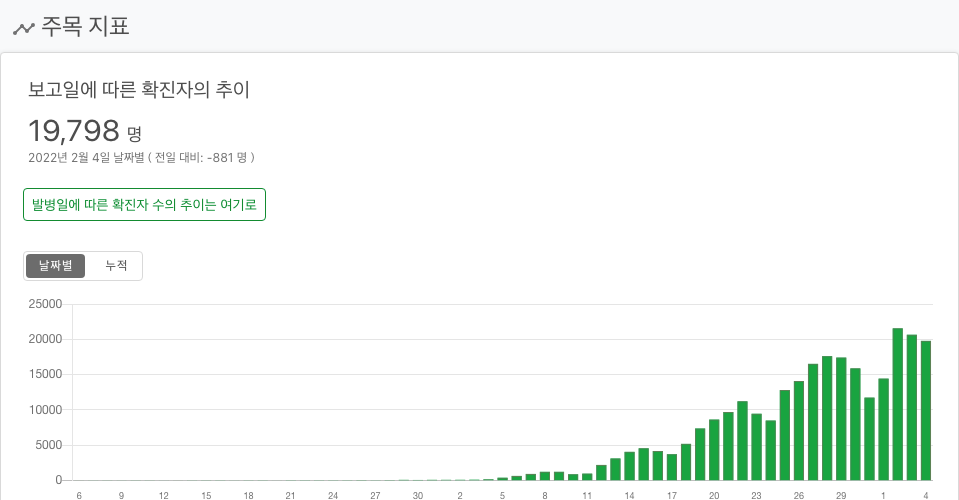 주목 지표
보고일에 따른 확진자의 추이
19,798 명
2022년 2월 4일 날짜별 ( 전일 대비: -881 명 )
발병일에 따른 확진자 수의 추이는 여기로
날짜별 누적
25000
20000
15000
10000
5000
0
6 9 12 15 18 21 24 27 30 2 5 8 11 14 17 20 23 26 29 1 4